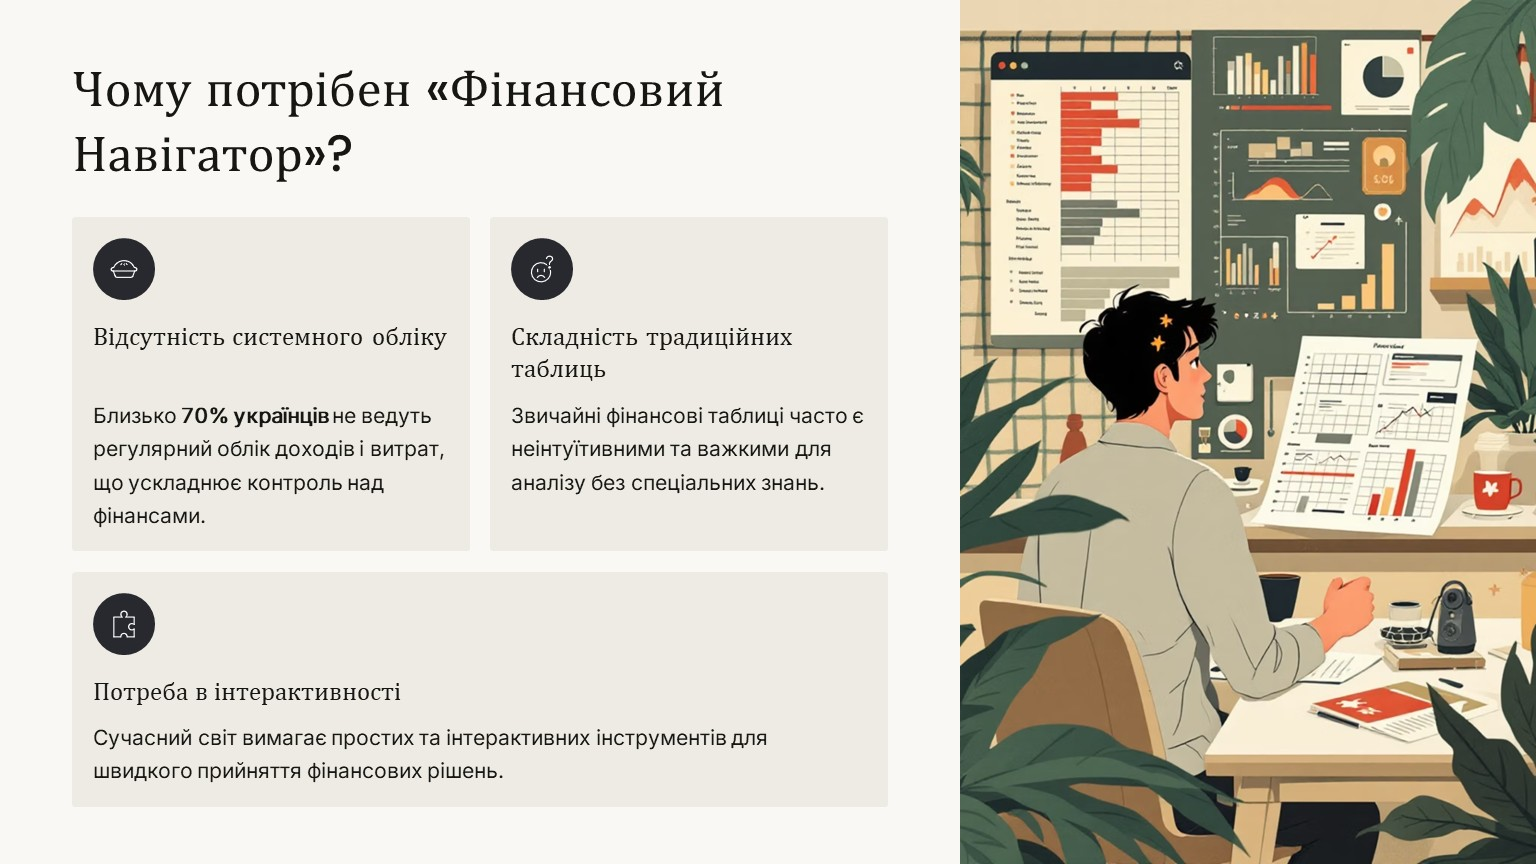 Чому потрібен «Фінансовий
Навігатор»?
Відсутність системного обліку
Близько 70% українців не ведуть
регулярний облік доходів і витрат,
що ускладнює контроль над
фінансами.
Складність традиційних
таблиць
Звичайні фінансові таблиці часто є
неінтуїтивними та важкими для
аналізу без спеціальних знань.
Потреба в інтерактивності
Сучасний світ вимагає простих та інтерактивних інструментів для
швидкого прийняття фінансових рішень.